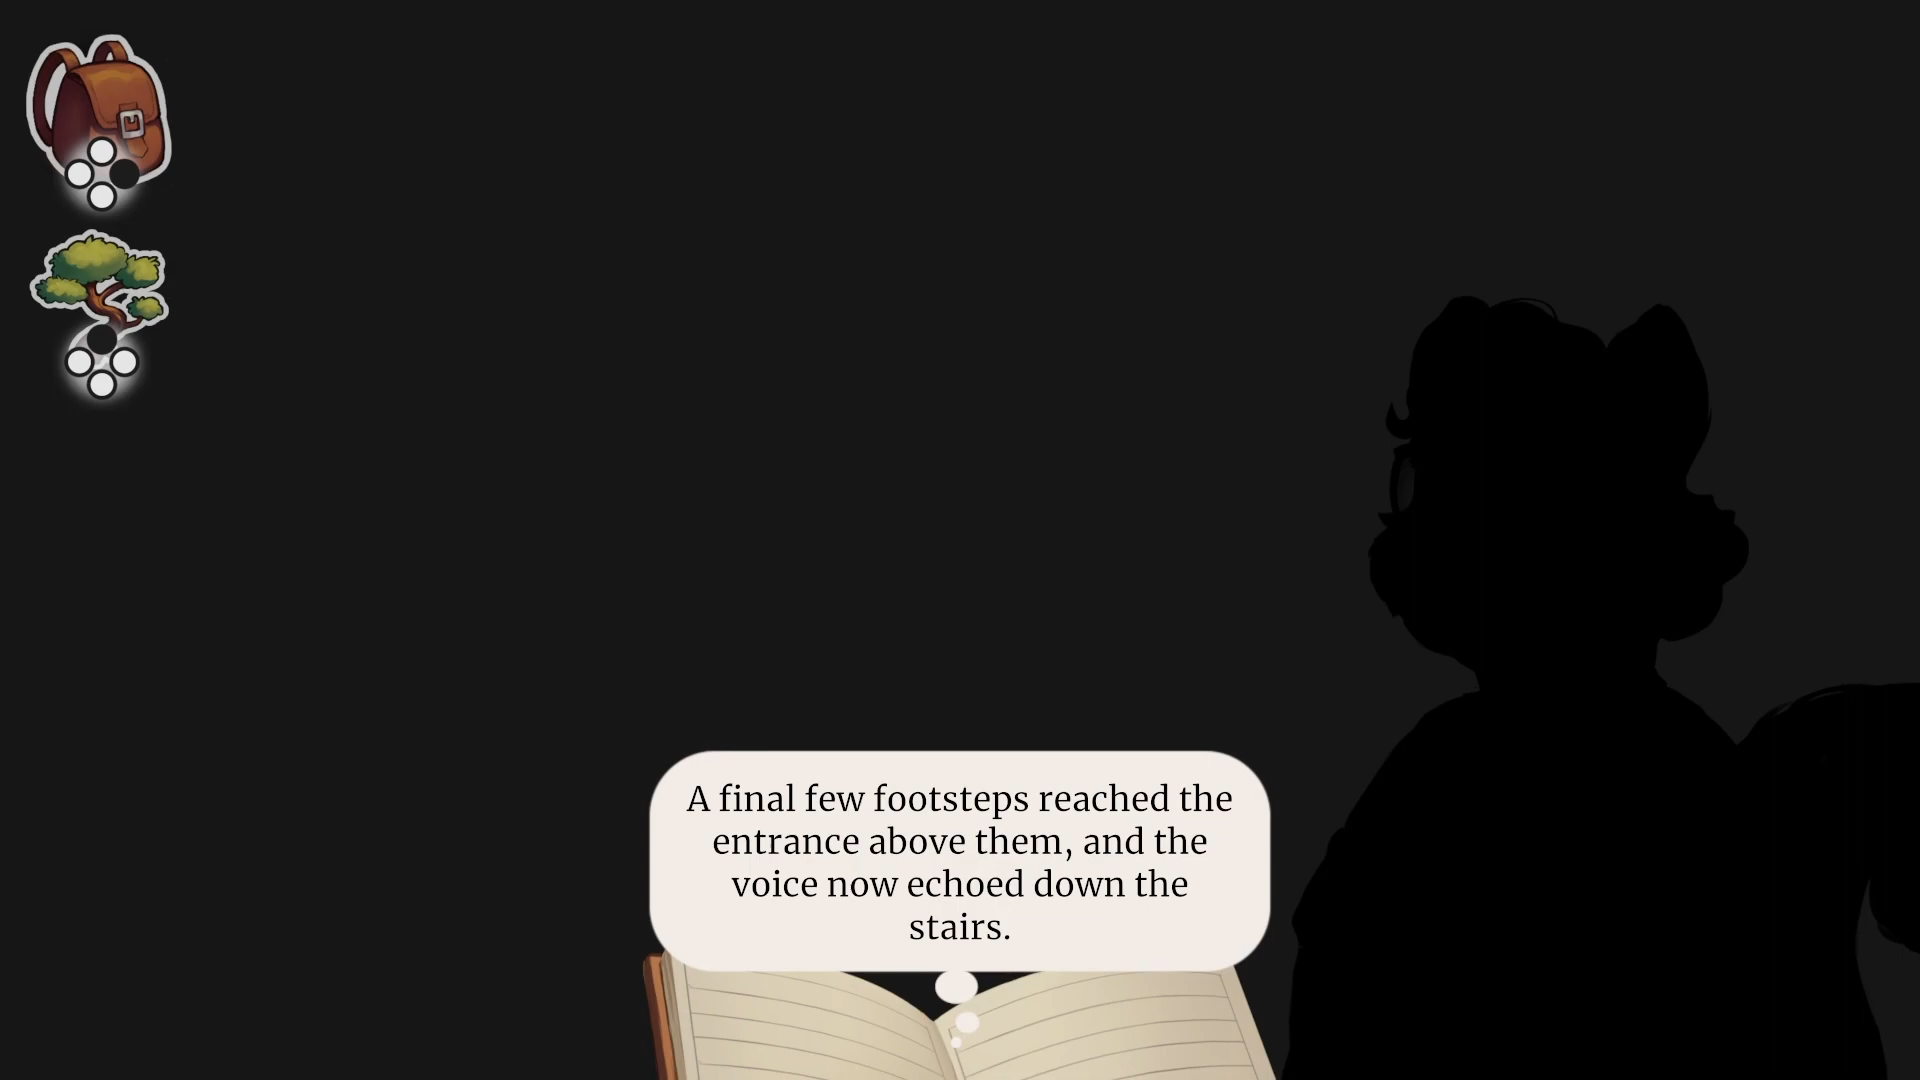 A final few footsteps reached the
entrance above them, and the
voice now echoed down the
stairs.